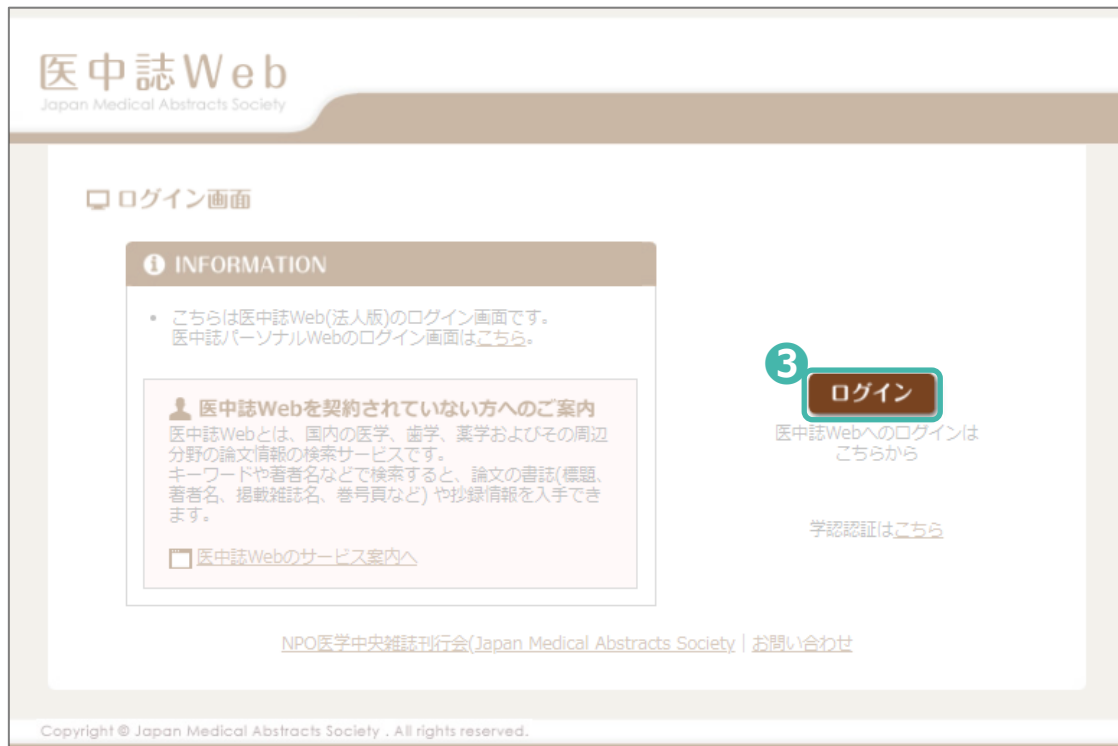 医中誌Web
Japan Medical Abstracts Society
ログイン画面
INFORMATION
• こちらは医中誌Web(法人版)のログイン画面です。
医中誌パーソナルWebのログイン画面はこちら。
医中誌Webを契約されていない方へのご案内
医中誌Webとは、国内の医学、歯学、薬学およびその周辺
分野の論文情報の検索サービスです。
キーワードや著者名などで検索すると、論文の書誌(標題、
著者名、掲載雑誌名、巻号頁など) や抄録情報を入手でき
ます。
医中誌Webのサービス案内へ
3
ログイン
医中誌Webへのログインは
こちらから
学認認証はこちら
NPO医学中央雑誌刊行会(Japan Medical Abstracts Society | お問い合わせ
Copyright © Japan Medical Abstracts Society . All rights reserved.